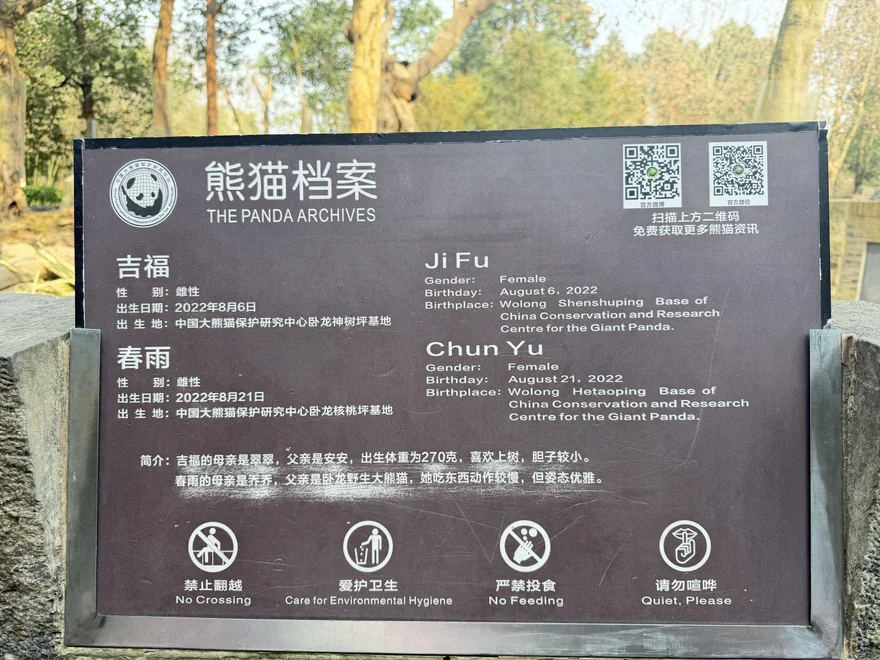 熊猫档案
THE PANDA ARCHIVES
官方微博
官方微信
扫描上方二维码
免费获取更多熊猫资讯
吉福
性 别：雌性
出生日期：2022年8月6日
出 生 地：中国大熊猫保护研究中心卧龙神树坪基地
Ji Fu
Gender: Female
Birthday: August 6, 2022
Birthplace: Wolong Shenshuping Base of
China Conservation and Research
Centre for the Giant Panda.
春雨
性 别：雌性
出生日期：2022年8月21日
出 生 地：中国大熊猫保护研究中心卧龙核桃坪基地
Chun Yu
Gender: Female
Birthday: August 21, 2022
Birthplace: Wolong Hetaoping Base of
China Conservation and Research
Centre for the Giant Panda.
简介：吉福的母亲是翠翠，父亲是安安，出生体重为270克，喜欢上树，胆子较小。
春雨的母亲是乔乔，父亲是卧龙野生大熊猫，她吃东西动作较慢，但姿态优雅。
禁止翻越
No Crossing
爱护卫生
Care for Environmental Hygiene
严禁投食
No Feeding
请勿喧哗
Quiet, Please